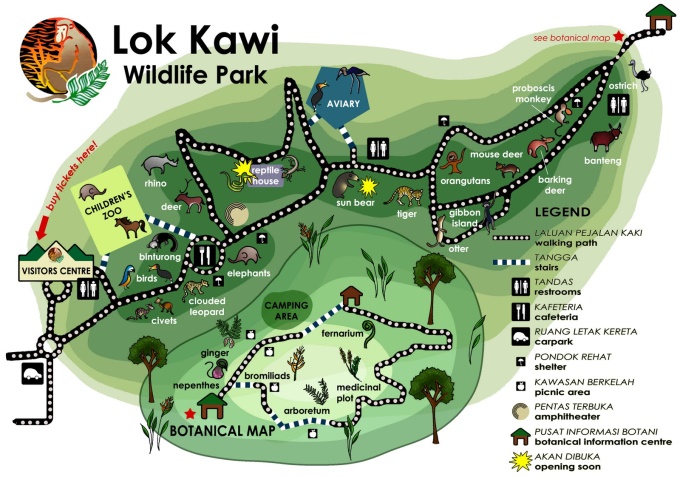 Lok Kawi
Wildlife Park
see botanical map
buy tickets here!
AVIARY
proboscis
monkey
ostrich
rhino
reptile
house
mouse deer
banteng
CHILDREN'S
ZOO
deer
sun bear
tiger
orangutans
barking
deer
gibbon
island
otter
VISITORS CENTRE
binturong
birds
elephants
clouded
leopard
civets
CAMPING
AREA
fernarium
ginger
nepenthes
bromiliads
medicinal
plot
arboretum
BOTANICAL MAP
LEGEND
LALUAN PEJALAN KAKI
walking path
TANGGA
stairs
TANDAS
restrooms
KAFETERIA
cafeteria
RUANG LETAK KERETA
carpark
PONDOK REHAT
shelter
KAWASAN BERKELAH
picnic area
PENTAS TERBUKA
amphitheater
PUSAT INFORMASI BOTANI
botanical information centre
AKAN DIBUKA
opening soon